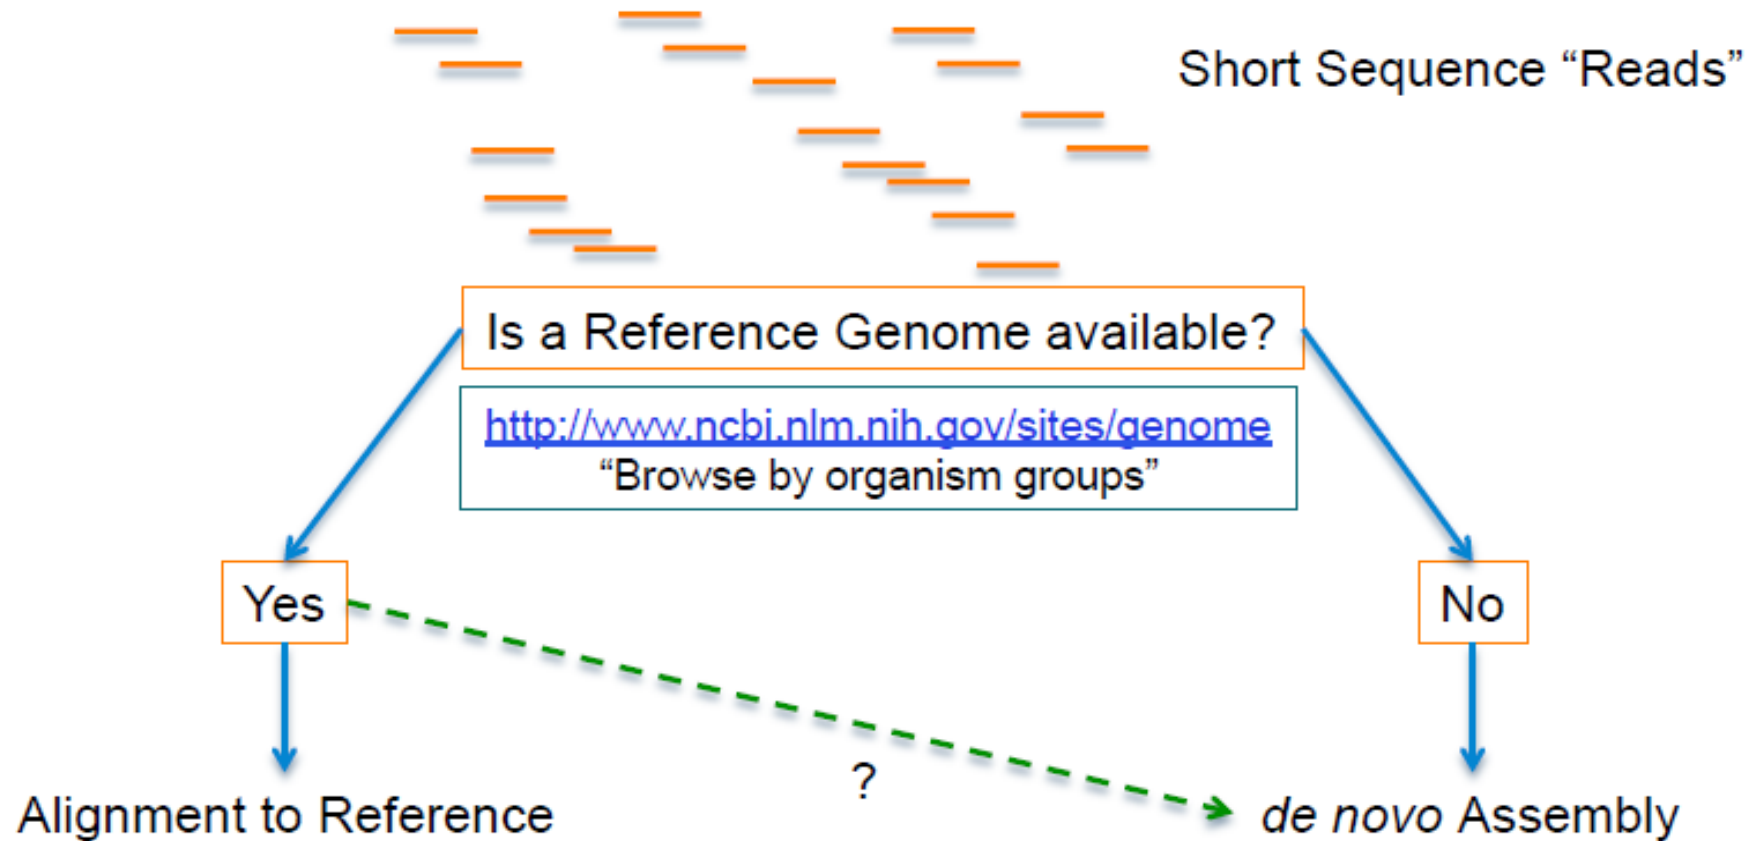 Short Sequence “Reads”
Is a Reference Genome available?
http://www.ncbi.nlm.nih.gov/sites/genome
“Browse by organism groups”
Yes
No
?
Alignment to Reference
de novo Assembly